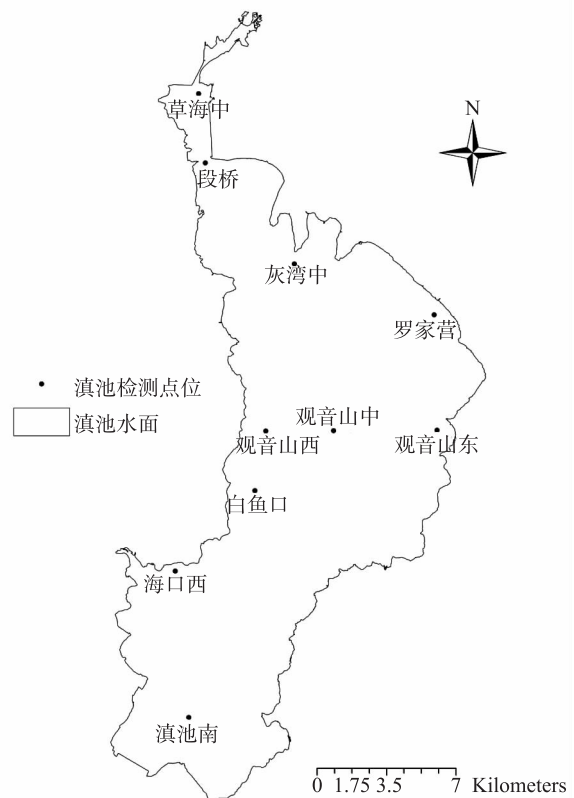 草海中
N
段桥
灰湾中
罗家营
滇池检测点位
滇池水面
观音山中
观音山西
观音山东
白鱼口
海口西
滇池南
0 1.75 3.5 7 Kilometers